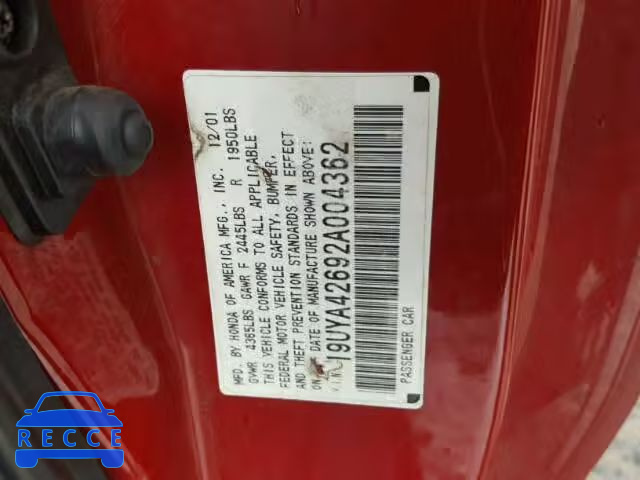 MFD. BY HONDA OF AMERICA MFG., INC. 12/01
GVWR 4365LBS GAWR F 2445LBS R 1950LBS
THIS VEHICLE CONFORMS TO ALL APPLICABLE
FEDERAL MOTOR VEHICLE SAFETY, BUMPER,
AND THEFT PREVENTION STANDARDS IN EFFECT
ON DATE OF MANUFACTURE SHOWN ABOVE:
19UYA42692A004362
PASSENGER CAR
RECCE